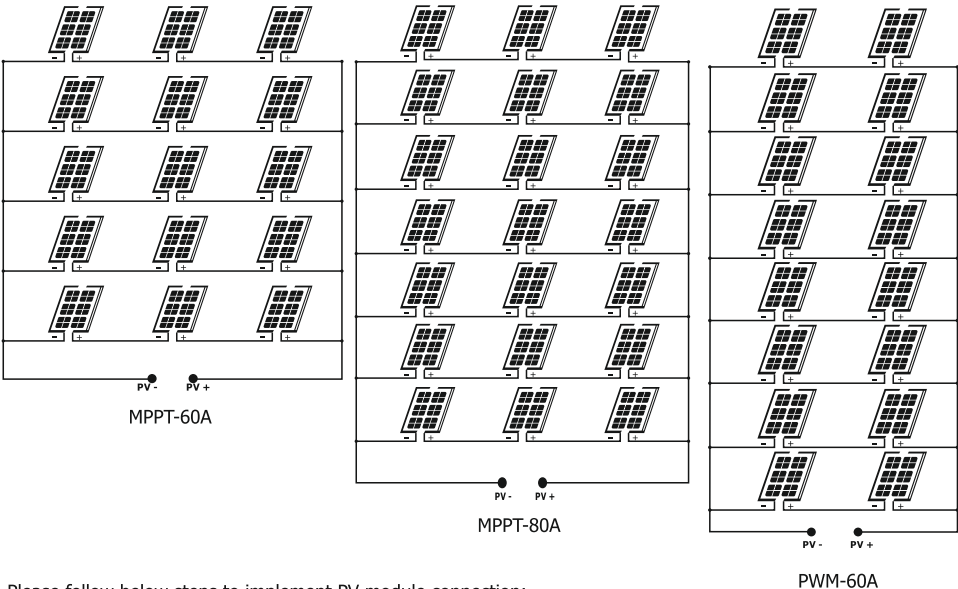 PV - PV +
MPPT-60A
PV - PV +
MPPT-80A
PV - PV +
PWM-60A
Please follow below steps to implement PV module connection: